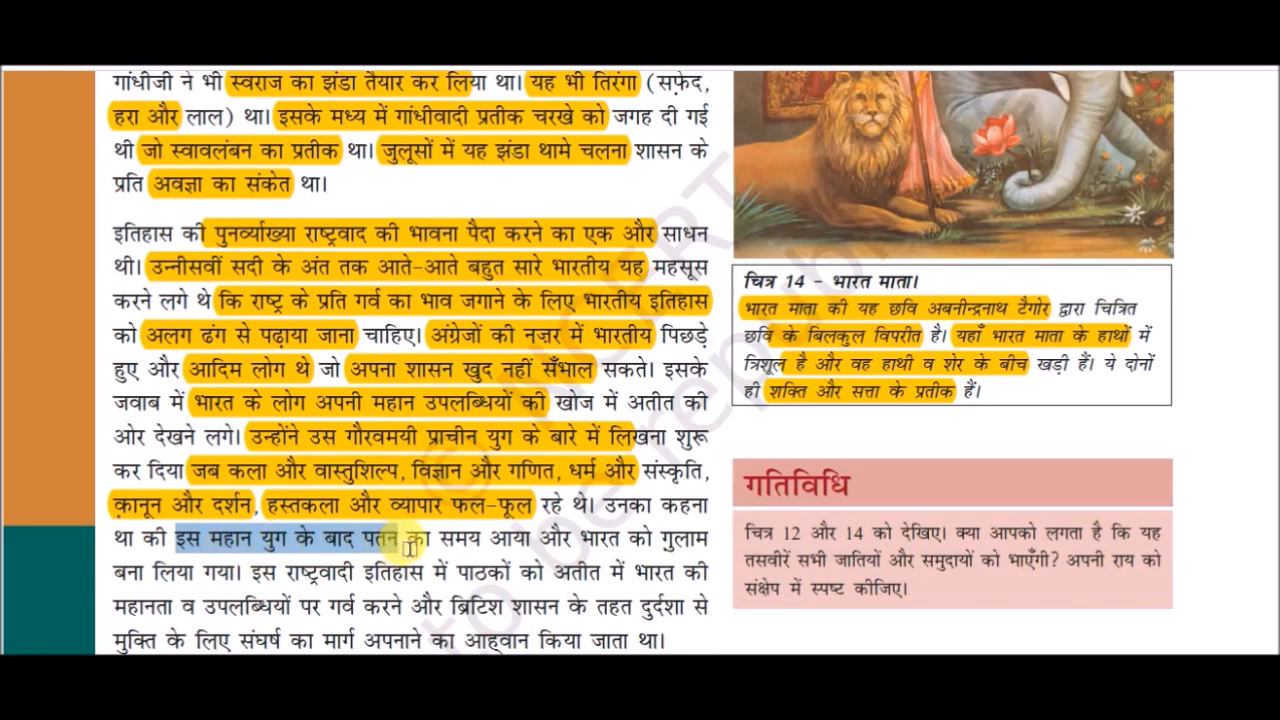 गांधीजी ने भी स्वराज का झंडा तैयार कर लिया था। यह भी तिरंगा (सफ़ेद,
हरा और लाल) था। इसके मध्य में गांधीवादी प्रतीक चरखे को जगह दी गई
थी जो स्वावलंबन का प्रतीक था। जुलूसों में यह झंडा थामे चलना शासन के
प्रति अवज्ञा का संकेत था।
इतिहास की पुनर्व्याख्या राष्ट्रवाद की भावना पैदा करने का एक और साधन
थी। उन्नीसवीं सदी के अंत तक आते-आते बहुत सारे भारतीय यह महसूस
करने लगे थे कि राष्ट्र के प्रति गर्व का भाव जगाने के लिए भारतीय इतिहास
को अलग ढंग से पढ़ाया जाना चाहिए। अंग्रेजों की नज़र में भारतीय पिछड़े
हुए और आदिम लोग थे जो अपना शासन खुद नहीं सँभाल सकते। इसके
जवाब में भारत के लोग अपनी महान उपलब्धियों की खोज में अतीत की
ओर देखने लगे। उन्होंने उस गौरवमयी प्राचीन युग के बारे में लिखना शुरू
कर दिया जब कला और वास्तुशिल्प, विज्ञान और गणित, धर्म और संस्कृति,
क़ानून और दर्शन, हस्तकला और व्यापार फल-फूल रहे थे। उनका कहना
था की इस महान युग के बाद पतन का समय आया और भारत को गुलाम
बना लिया गया। इस राष्ट्रवादी इतिहास में पाठकों को अतीत में भारत की
महानता व उपलब्धियों पर गर्व करने और ब्रिटिश शासन के तहत दुर्दशा से
मुक्ति के लिए संघर्ष का मार्ग अपनाने का आह्वान किया जाता था।
चित्र 14 – भारत माता।
भारत माता की यह छवि अबनीन्द्रनाथ टैगोर द्वारा चित्रित
छवि के बिलकुल विपरीत है। यहाँ भारत माता के हाथों में
त्रिशूल है और वह हाथी व शेर के बीच खड़ी हैं। ये दोनों
ही शक्ति और सत्ता के प्रतीक हैं।
गतिविधि
चित्र 12 और 14 को देखिए। क्या आपको लगता है कि यह
तसवीरें सभी जातियों और समुदायों को भाएँगी? अपनी राय को
संक्षेप में स्पष्ट कीजिए।
© NCERT
to be republi